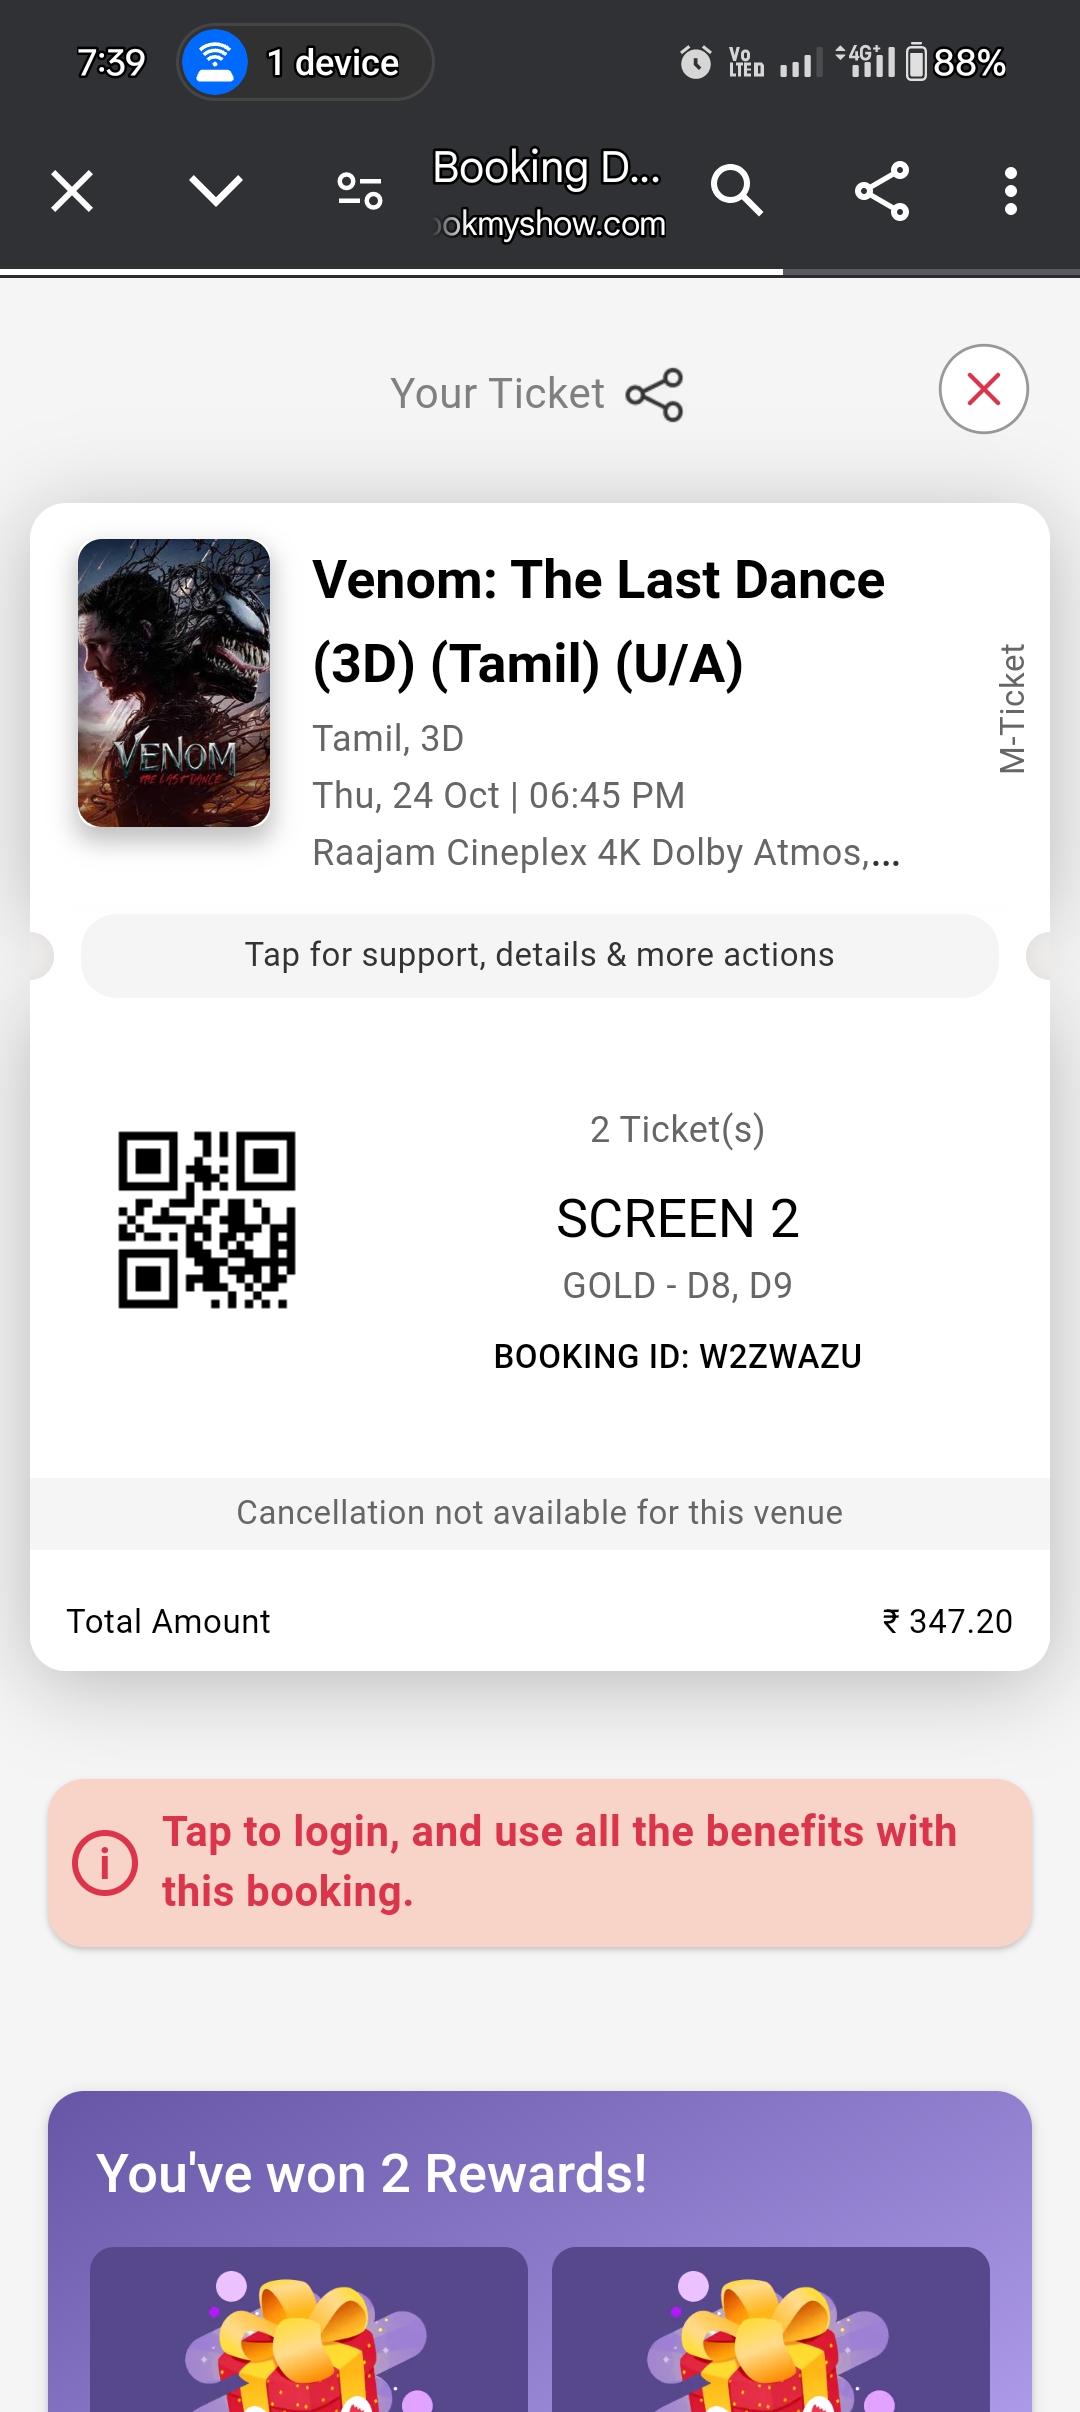 7:39
1 device
Vo
LTED
4G+
88%
Booking D...
okmyshow.com
Your Ticket
VENOM
THE LAST DANCE
Venom: The Last Dance
(3D) (Tamil) (U/A)
Tamil, 3D
Thu, 24 Oct | 06:45 PM
Raajam Cineplex 4K Dolby Atmos,...
M-Ticket
Tap for support, details & more actions
2 Ticket(s)
SCREEN 2
GOLD - D8, D9
BOOKING ID: W2ZWAZU
Cancellation not available for this venue
Total Amount
₹ 347.20
Tap to login, and use all the benefits with
this booking.
You've won 2 Rewards!